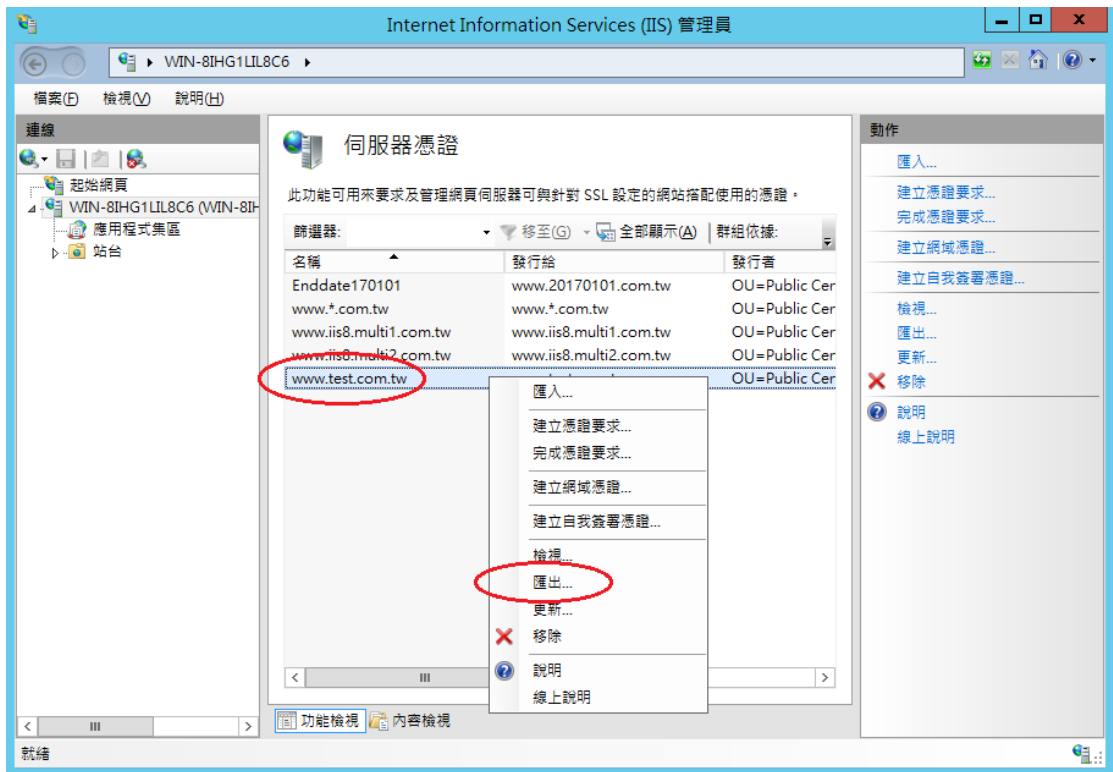 Internet Information Services (IIS) 管理員
WIN-8IHG1LIL8C6
檔案(F) 檢視(V) 說明(H)
連線
起始網頁
WIN-8IHG1LIL8C6 (WIN-8IH
應用程式集區
站台
伺服器憑證
此功能可用來要求及管理網頁伺服器可與針對 SSL 設定的網站搭配使用的憑證。
篩選器: 移至(G) 全部顯示(A) 群組依據:
名稱 發行給 發行者
Enddate170101 www.20170101.com.tw OU=Public Cer
www.*.com.tw www.*.com.tw OU=Public Cer
www.iis8.multi1.com.tw www.iis8.multi1.com.tw OU=Public Cer
www.iis8.multi2.com.tw www.iis8.multi2.com.tw OU=Public Cer
www.test.com.tw OU=Public Cer
匯入...
建立憑證要求...
完成憑證要求...
建立網域憑證...
建立自我簽署憑證...
檢視...
匯出...
更新...
移除
說明
線上說明
功能檢視 內容檢視
動作
匯入...
建立憑證要求...
完成憑證要求...
建立網域憑證...
建立自我簽署憑證...
檢視...
匯出...
更新...
移除
說明
線上說明
就緒